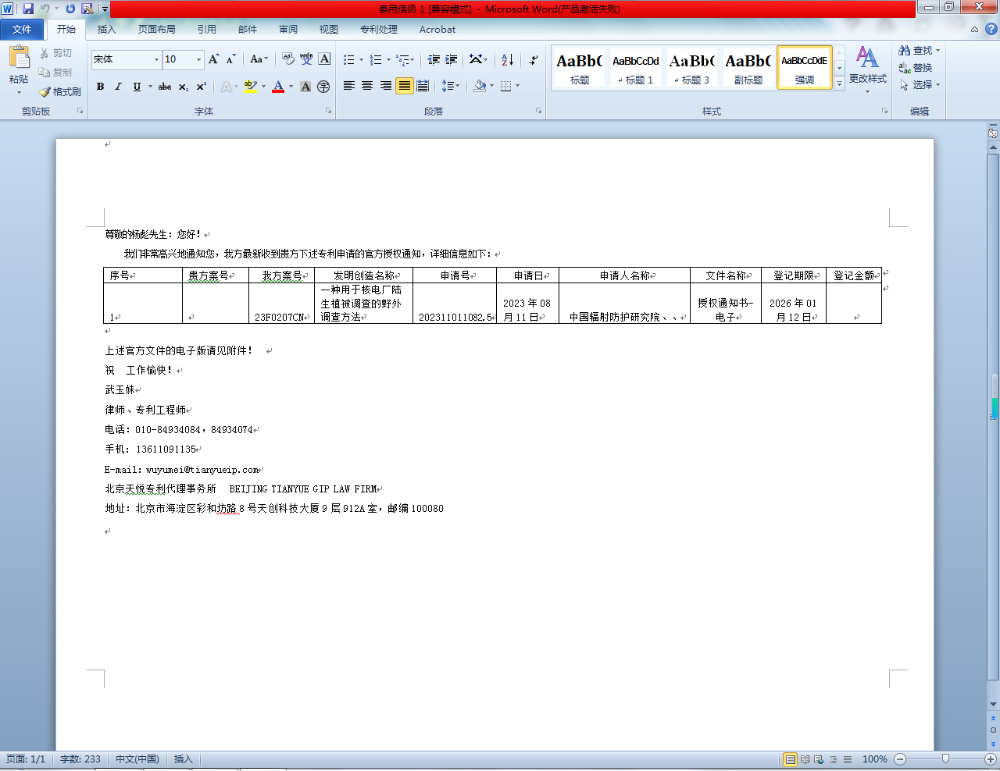 套用信函 1 [兼容模式] - Microsoft Word(产品激活失败)
文件 开始 插入 页面布局 引用 邮件 审阅 视图 专利处理 Acrobat
粘贴 剪切 复制 格式刷
宋体 10
AaBbC AaBbCcDd AaBbC AaBbC AaBbCcDdE
标题 标题 1 标题 3 副标题 强调
更改样式
查找 替换 选择
剪贴板 字体 段落 样式 编辑
尊敬的杨彪先生：您好！
我们非常高兴地通知您，我方最新收到贵方下述专利申请的官方授权通知，详细信息如下：
序号 贵方案号 我方案号 发明创造名称 申请号 申请日 申请人名称 文件名称 登记期限 登记金额
1 23F0207CN 一种用于核电厂陆生植被调查的野外调查方法 202311011082.5 2023 年 08 月 11 日 中国辐射防护研究院、、 授权通知书-电子 2026 年 01 月 12 日
上述官方文件的电子版请见附件！
祝 工作愉快！
武玉妹
律师、专利工程师
电话：010-84934084，84934074
手机：13611091135
E-mail：wuyumei@tianyueip.com
北京天悦专利代理事务所 BEIJING TIANYUE GIP LAW FIRM
地址：北京市海淀区彩和坊路 8 号天创科技大厦 9 层 912A 室，邮编 100080
页面: 1/1 字数: 233 中文(中国) 插入 100%